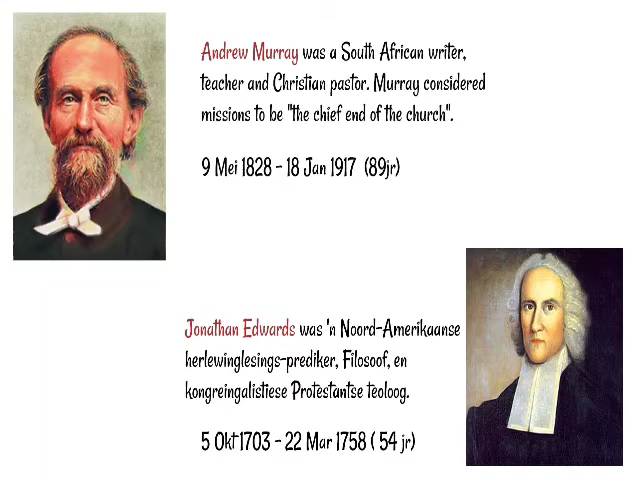 Andrew Murray was a South African writer,
teacher and Christian pastor. Murray considered
missions to be "the chief end of the church".
9 Mei 1828 - 18 Jan 1917 (89jr)
Jonathan Edwards was 'n Noord-Amerikaanse
herlewinglesings-prediker, Filosoof, en
kongreingalistiese Protestantse teoloog.
5 Okt 1703 - 22 Mar 1758 ( 54 jr)